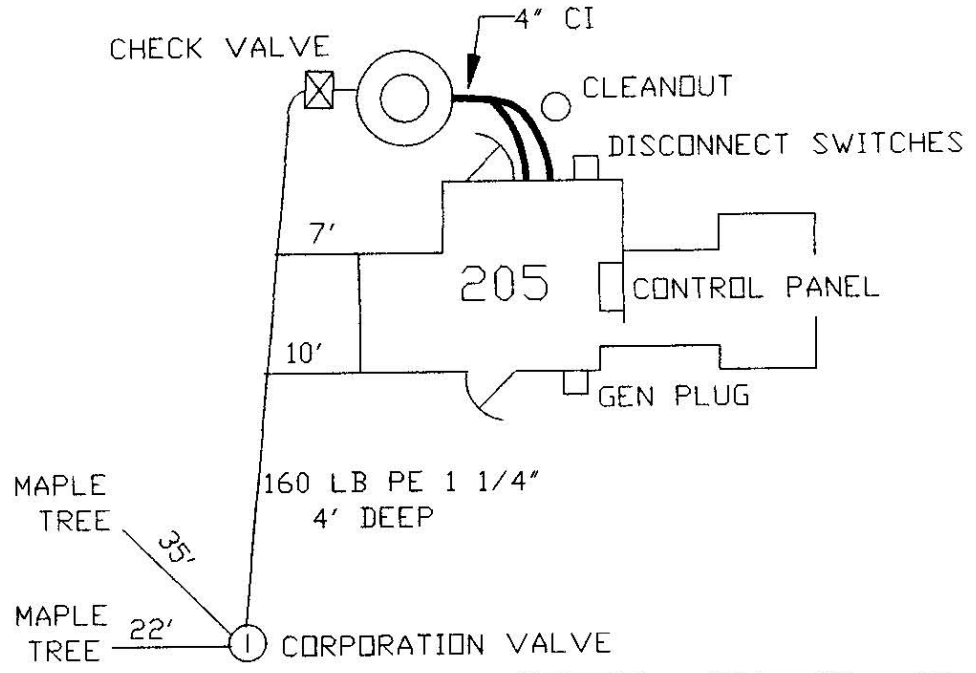 4" CI
CHECK VALVE
CLEANOUT
DISCONNECT SWITCHES
7'
205
CONTROL PANEL
10'
GEN PLUG
160 LB PE 1 1/4"
4' DEEP
MAPLE
TREE
35'
MAPLE
TREE
22'
CORPORATION VALVE